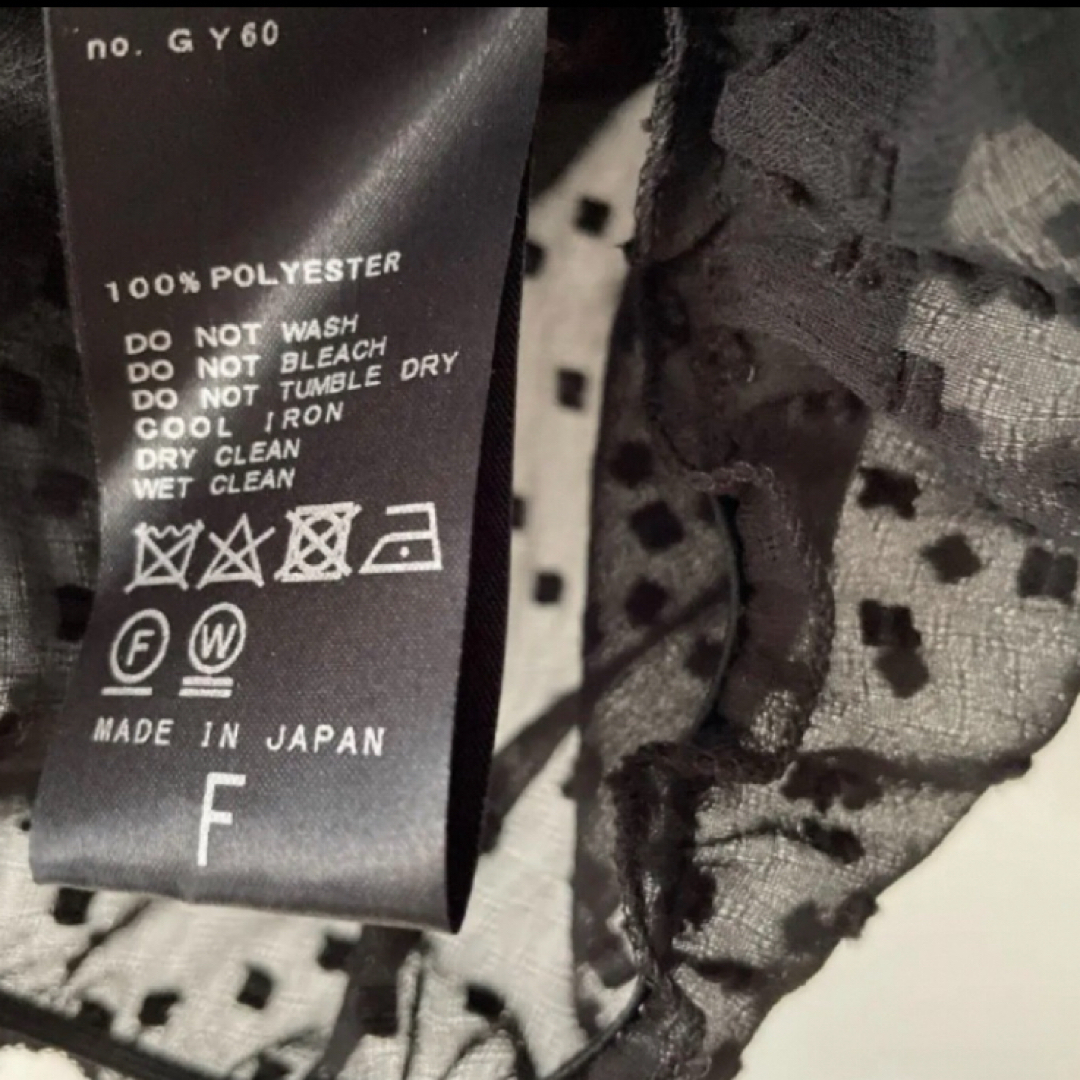 no. GY60
100% POLYESTER
DO NOT WASH
DO NOT BLEACH
DO NOT TUMBLE DRY
COOL IRON
DRY CLEAN
WET CLEAN
F W
MADE IN JAPAN
F